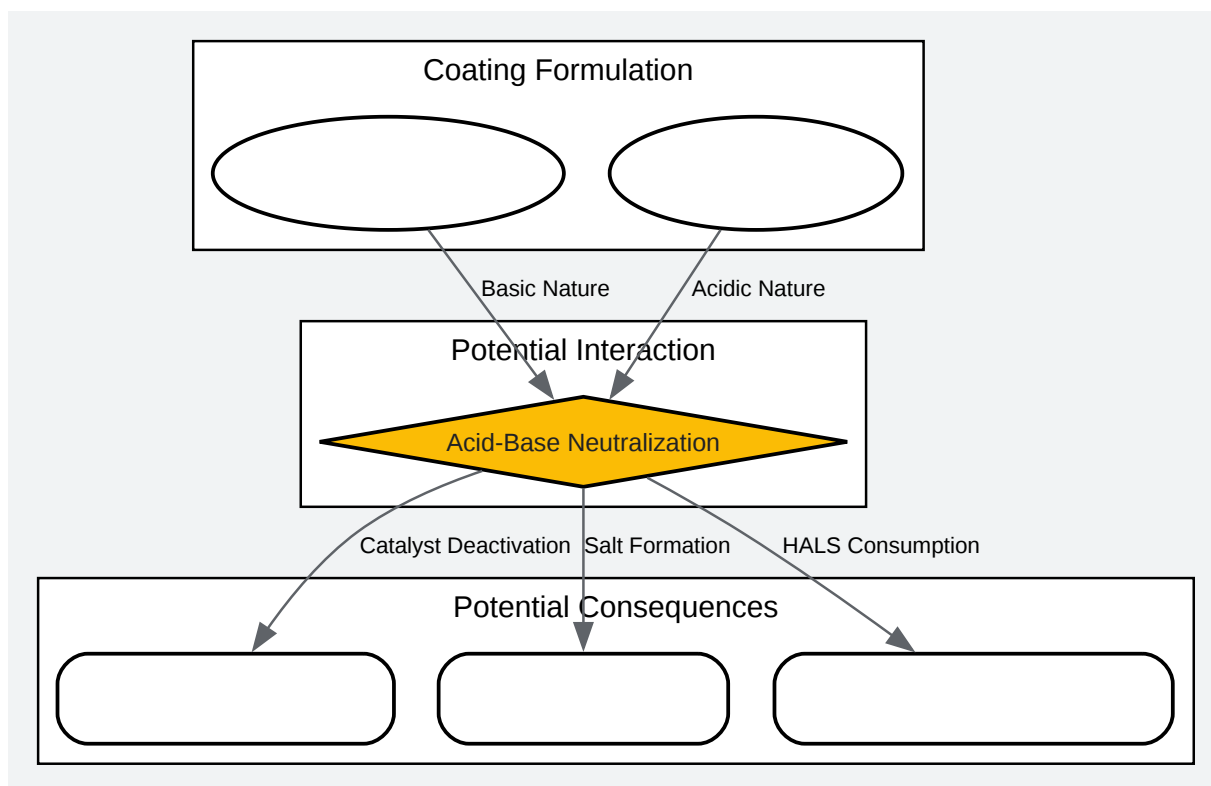 Coating Formulation
Basic Nature
Acidic Nature
Potential Interaction
Acid-Base Neutralization
Catalyst Deactivation
Salt Formation
HALS Consumption
Potential Consequences